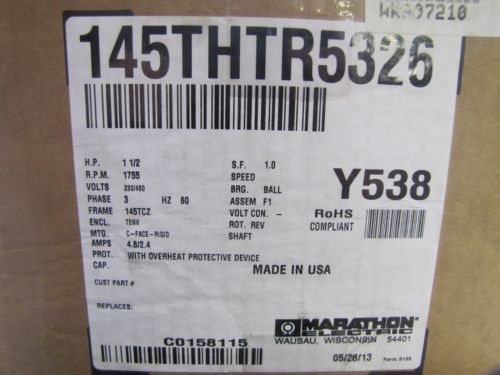 WRA07210
145THTR5326
H.P. 1 1/2 S.F. 1.0
R.P.M. 1755 SPEED
VOLTS 230/460 BRG. BALL
PHASE 3 HZ 60 ASSEM F1
FRAME 145TCZ VOLT CON. -
ENCL. TENV ROT. REV
MTG. C-FACE-RIGID SHAFT
AMPS 4.8/2.4
PROT. WITH OVERHEAT PROTECTIVE DEVICE
CAP.
Y538
RoHS
COMPLIANT
MADE IN USA
CUST PART #
REPLACES:
C0158115
MARATHON
ELECTRIC
WAUSAU, WISCONSIN 54401
05/28/13 Form 5153